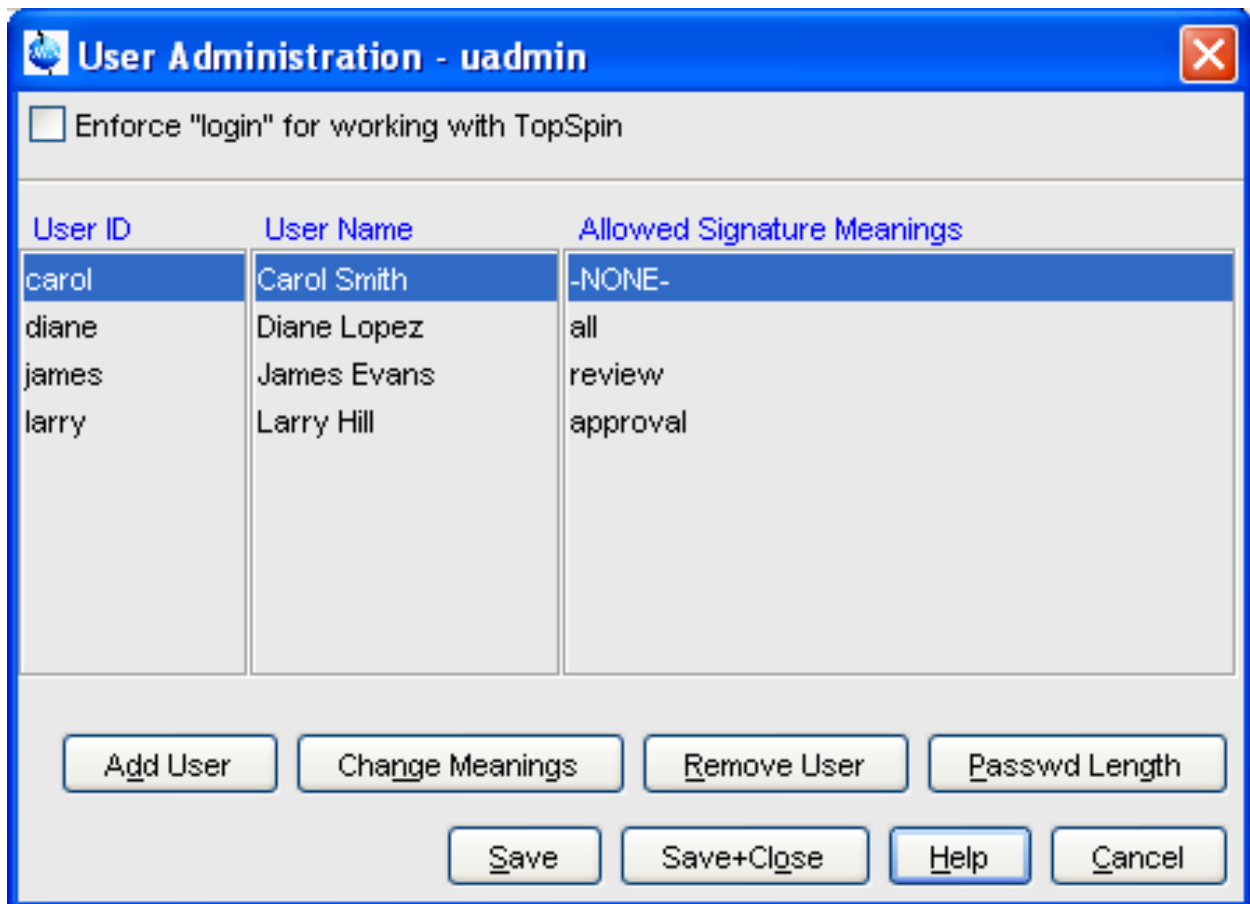 User Administration - uadmin
Enforce "login" for working with TopSpin
User ID User Name Allowed Signature Meanings
carol Carol Smith -NONE-
diane Diane Lopez all
james James Evans review
larry Larry Hill approval
Add User Change Meanings Remove User Passwd Length
Save Save+Close Help Cancel